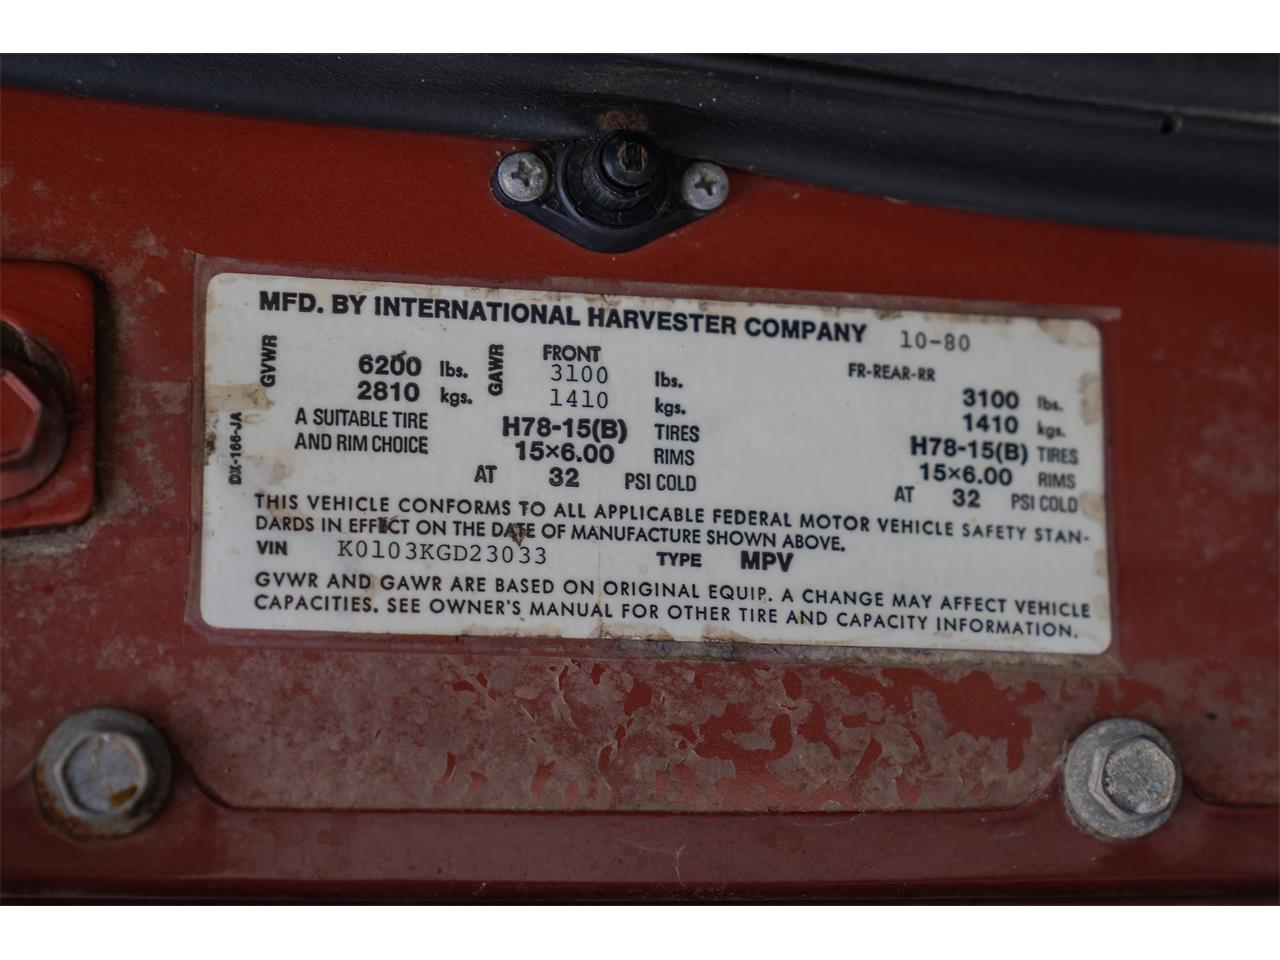 MFD. BY INTERNATIONAL HARVESTER COMPANY 10-80
GVWR 6200 lbs. GAWR FRONT 3100 lbs. FR-REAR-RR 3100 lbs.
2810 kgs. 1410 kgs. 1410 kgs.
A SUITABLE TIRE H78-15(B) TIRES H78-15(B) TIRES
AND RIM CHOICE 15×6.00 RIMS 15×6.00 RIMS
AT 32 PSI COLD AT 32 PSI COLD
DX-166-JA
THIS VEHICLE CONFORMS TO ALL APPLICABLE FEDERAL MOTOR VEHICLE SAFETY STAN-
DARDS IN EFFECT ON THE DATE OF MANUFACTURE SHOWN ABOVE.
VIN K0103KGD23033 TYPE MPV
GVWR AND GAWR ARE BASED ON ORIGINAL EQUIP. A CHANGE MAY AFFECT VEHICLE
CAPACITIES. SEE OWNER'S MANUAL FOR OTHER TIRE AND CAPACITY INFORMATION.